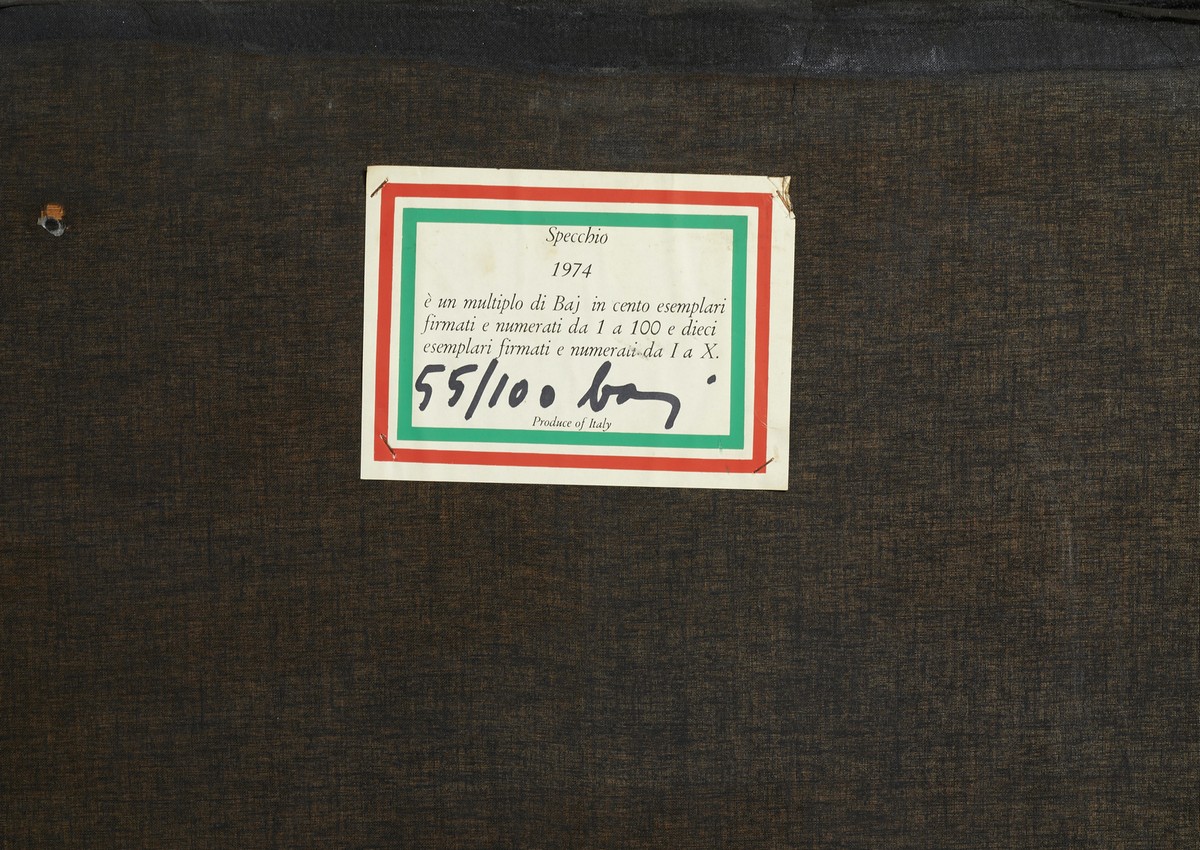 Specchio
1974
è un multiplo di Baj in cento esemplari
firmati e numerati da 1 a 100 e dieci
esemplari firmati e numerati da I a X.
55/100 baj
Produce of Italy